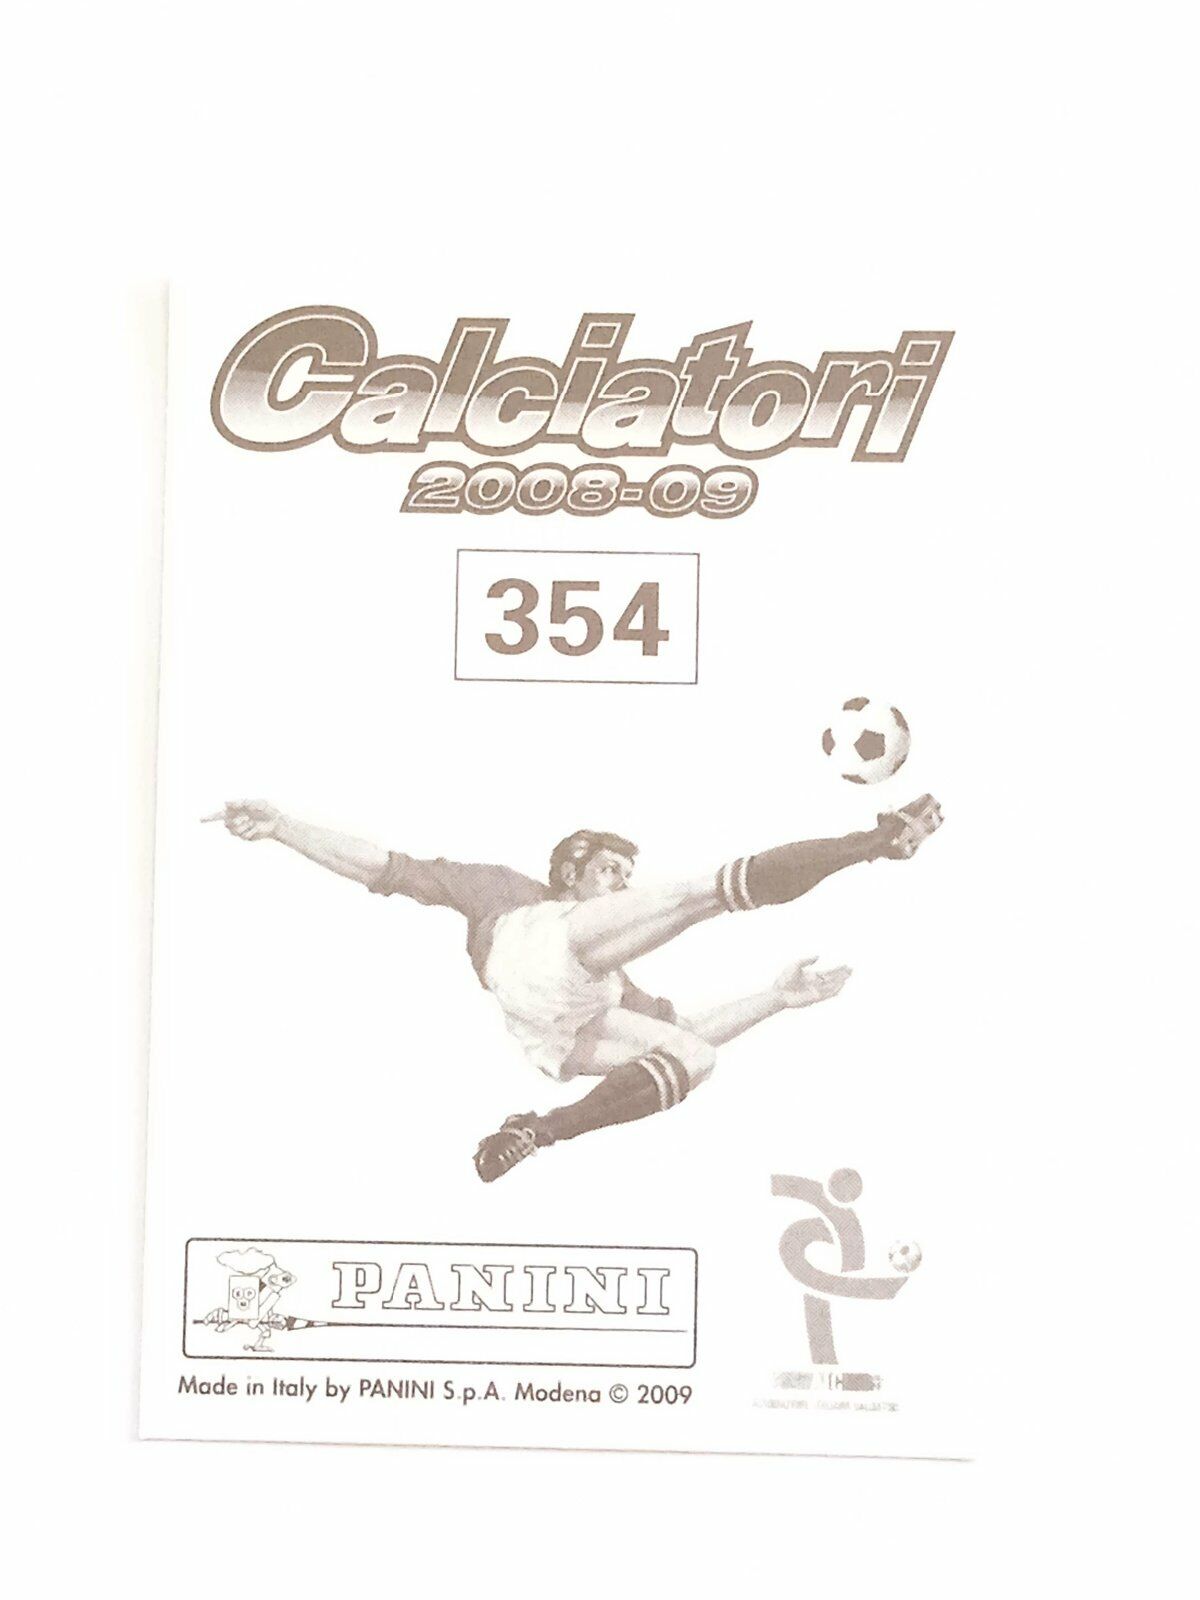 Calciatori
2008-09
354
PANINI
Made in Italy by PANINI S.p.A. Modena © 2009